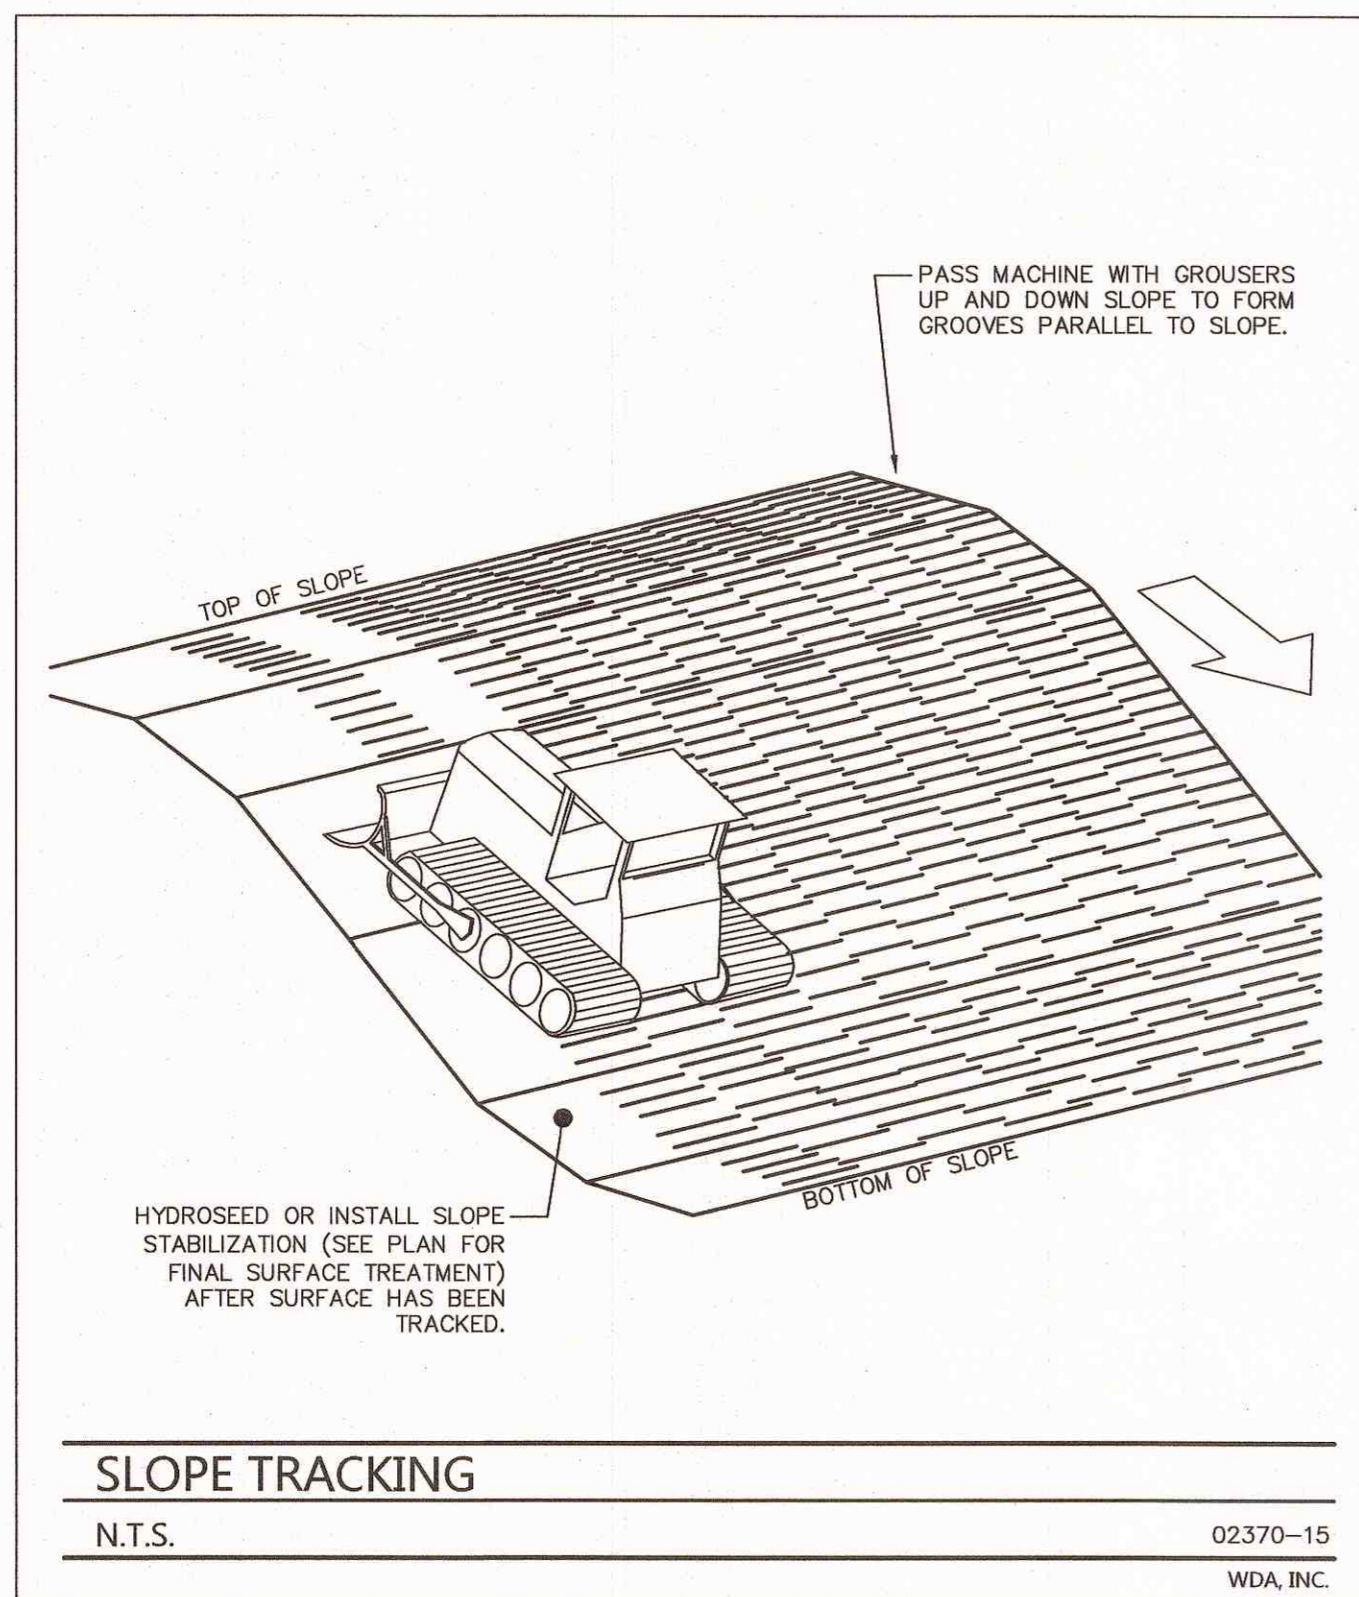 PASS MACHINE WITH GROUSERS
UP AND DOWN SLOPE TO FORM
GROOVES PARALLEL TO SLOPE.
TOP OF SLOPE
BOTTOM OF SLOPE
HYDROSEED OR INSTALL SLOPE
STABILIZATION (SEE PLAN FOR
FINAL SURFACE TREATMENT)
AFTER SURFACE HAS BEEN
TRACKED.
SLOPE TRACKING
N.T.S.
02370-15
WDA, INC.